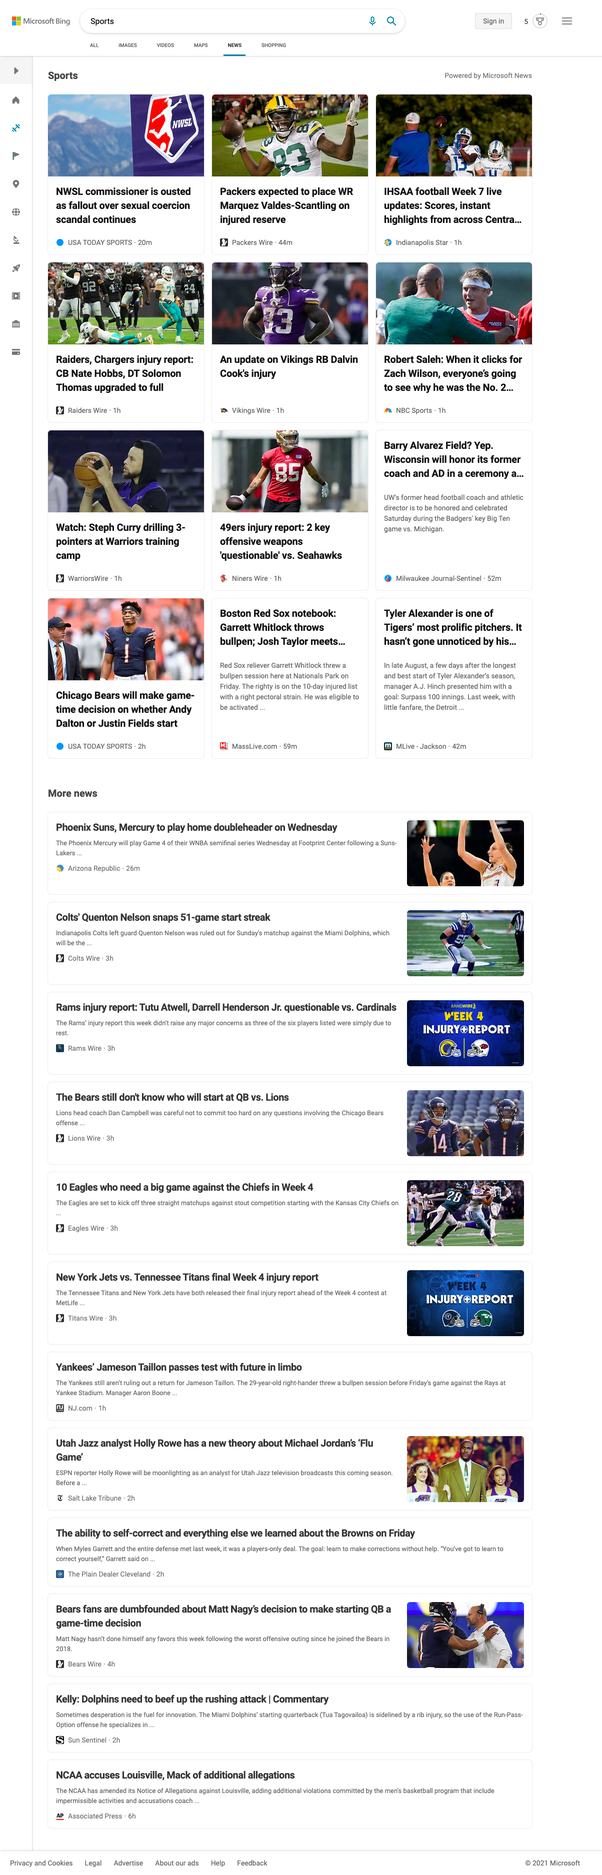 Microsoft Bing
Sports
Sign in
5
ALL IMAGES VIDEOS MAPS NEWS SHOPPING
Sports
Powered by Microsoft News
NWSL
NWSL commissioner is ousted
as fallout over sexual coercion
scandal continues
USA TODAY SPORTS · 20m
83
Packers expected to place WR
Marquez Valdes-Scantling on
injured reserve
Packers Wire · 44m
13
4
IHSAA football Week 7 live
updates: Scores, instant
highlights from across Centra...
Indianapolis Star · 1h
92
24
Raiders, Chargers injury report:
CB Nate Hobbs, DT Solomon
Thomas upgraded to full
Raiders Wire · 1h
33
An update on Vikings RB Dalvin
Cook's injury
Vikings Wire · 1h
Robert Saleh: When it clicks for
Zach Wilson, everyone's going
to see why he was the No. 2...
NBC Sports · 1h
Watch: Steph Curry drilling 3-
pointers at Warriors training
camp
WarriorsWire · 1h
85
49ers injury report: 2 key
offensive weapons
'questionable' vs. Seahawks
Niners Wire · 1h
Barry Alvarez Field? Yep.
Wisconsin will honor its former
coach and AD in a ceremony a...
UW's former head football coach and athletic
director is to be honored and celebrated
Saturday during the Badgers' key Big Ten
game vs. Michigan.
Milwaukee Journal-Sentinel · 52m
1
Chicago Bears will make game-
time decision on whether Andy
Dalton or Justin Fields start
USA TODAY SPORTS · 2h
Boston Red Sox notebook:
Garrett Whitlock throws
bullpen; Josh Taylor meets...
Red Sox reliever Garrett Whitlock threw a
bullpen session here at Nationals Park on
Friday. The righty is on the 10-day injured list
with a right pectoral strain. He was eligible to
be activated ...
MassLive.com · 59m
Tyler Alexander is one of
Tigers' most prolific pitchers. It
hasn't gone unnoticed by his...
In late August, a few days after the longest
and best start of Tyler Alexander's season,
manager A.J. Hinch presented him with a
goal: Surpass 100 innings. Last week, with
little fanfare, the Detroit ...
MLive - Jackson · 42m
More news
Phoenix Suns, Mercury to play home doubleheader on Wednesday
The Phoenix Mercury will play Game 4 of their WNBA semifinal series Wednesday at Footprint Center following a Suns-
Lakers ...
Arizona Republic · 26m
Colts' Quenton Nelson snaps 51-game start streak
Indianapolis Colts left guard Quenton Nelson was ruled out for Sunday's matchup against the Miami Dolphins, which
will be the ...
Colts Wire · 3h
Rams injury report: Tutu Atwell, Darrell Henderson Jr. questionable vs. Cardinals
The Rams' injury report this week didn't raise any major concerns as three of the six players listed were simply due to
rest.
Rams Wire · 3h
WEEK 4
INJURY+REPORT
The Bears still don't know who will start at QB vs. Lions
Lions head coach Dan Campbell was careful not to commit too hard on any questions involving the Chicago Bears
offense ...
Lions Wire · 3h
14
1
10 Eagles who need a big game against the Chiefs in Week 4
The Eagles are set to kick off three straight matchups against stout competition starting with the Kansas City Chiefs on
...
Eagles Wire · 3h
28
New York Jets vs. Tennessee Titans final Week 4 injury report
The Tennessee Titans and New York Jets have both released their final injury report ahead of the Week 4 contest at
MetLife ...
Titans Wire · 3h
WEEK 4
INJURY+REPORT
Yankees' Jameson Taillon passes test with future in limbo
The Yankees still aren't ruling out a return for Jameson Taillon. The 29-year-old right-hander threw a bullpen session before Friday's game against the Rays at
Yankee Stadium. Manager Aaron Boone ...
NJ.com · 1h
Utah Jazz analyst Holly Rowe has a new theory about Michael Jordan's 'Flu
Game'
ESPN reporter Holly Rowe will be moonlighting as an analyst for Utah Jazz television broadcasts this coming season.
Before a ...
Salt Lake Tribune · 2h
The ability to self-correct and everything else we learned about the Browns on Friday
When Myles Garrett and the entire defense met last week, it was a players-only deal. The goal: learn to make corrections without help. "You've got to learn to
correct yourself," Garrett said on ...
The Plain Dealer Cleveland · 2h
Bears fans are dumbfounded about Matt Nagy's decision to make starting QB a
game-time decision
Matt Nagy hasn't done himself any favors this week following the worst offensive outing since he joined the Bears in
2018.
Bears Wire · 4h
Kelly: Dolphins need to beef up the rushing attack | Commentary
Sometimes desperation is the fuel for innovation. The Miami Dolphins' starting quarterback (Tua Tagovailoa) is sidelined by a rib injury, so the use of the Run-Pass-
Option offense he specializes in ...
Sun Sentinel · 2h
NCAA accuses Louisville, Mack of additional allegations
The NCAA has amended its Notice of Allegations against Louisville, adding additional violations committed by the men's basketball program that include
impermissible activities and accusations coach ...
AP Associated Press · 6h
Privacy and Cookies Legal Advertise About our ads Help Feedback
© 2021 Microsoft